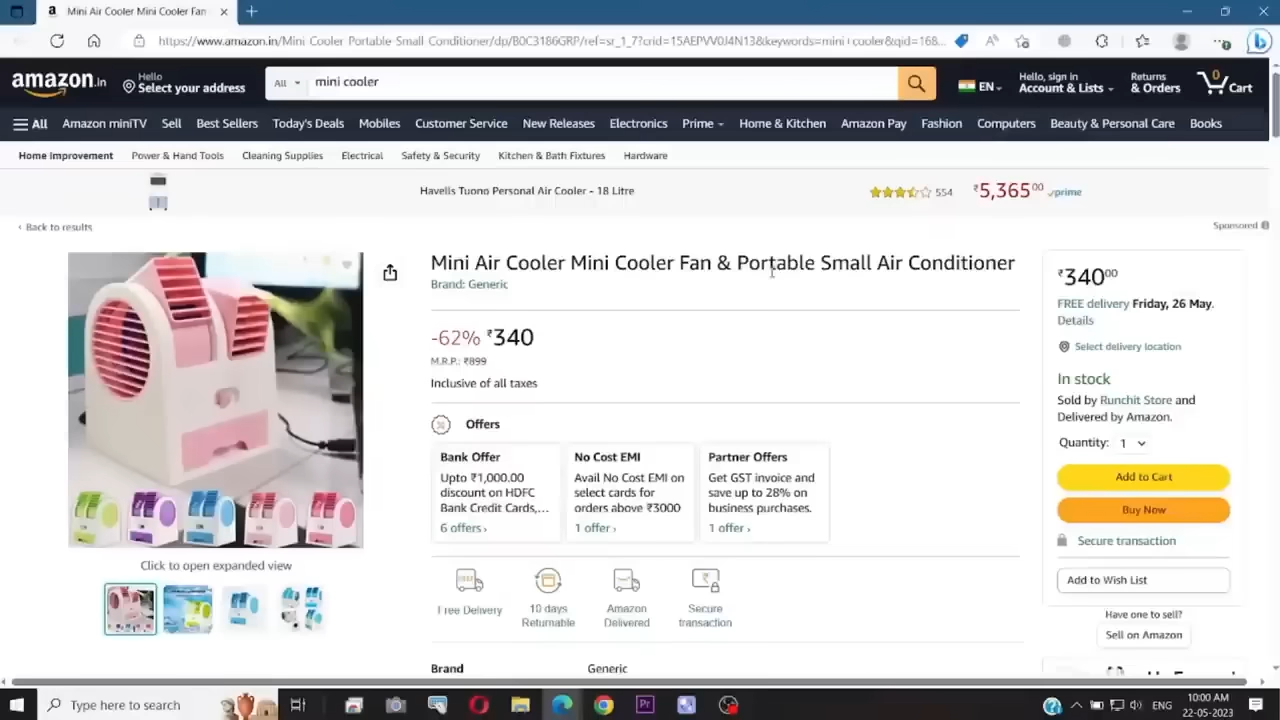 Mini Air Cooler Mini Cooler Fan
https://www.amazon.in/Mini-Cooler-Portable-Small-Conditioner/dp/B0C3186GRP/ref=sr_1_7?crid=15AEPVV0J4N13&keywords=mini+cooler&qid=168...
amazon.in
Hello
Select your address
All
mini cooler
EN
Hello, sign in
Account & Lists
Returns
& Orders
0
Cart
All
Amazon miniTV
Sell
Best Sellers
Today's Deals
Mobiles
Customer Service
New Releases
Electronics
Prime
Home & Kitchen
Amazon Pay
Fashion
Computers
Beauty & Personal Care
Books
Home Improvement
Power & Hand Tools
Cleaning Supplies
Electrical
Safety & Security
Kitchen & Bath Fixtures
Hardware
Havells Tuono Personal Air Cooler - 18 Litre
554
₹5,365⁰⁰
prime
‹ Back to results
Sponsored
Mini Air Cooler Mini Cooler Fan & Portable Small Air Conditioner
Brand: Generic
-62% ₹340
M.R.P.: ₹899
Inclusive of all taxes
Offers
Bank Offer
Upto ₹1,000.00
discount on HDFC
Bank Credit Cards,...
6 offers ›
No Cost EMI
Avail No Cost EMI on
select cards for
orders above ₹3000
1 offer ›
Partner Offers
Get GST invoice and
save up to 28% on
business purchases.
1 offer ›
Click to open expanded view
Free Delivery
10 days
Returnable
Amazon
Delivered
Secure
transaction
Brand
Generic
₹340⁰⁰
FREE delivery Friday, 26 May.
Details
Select delivery location
In stock
Sold by Runchit Store and
Delivered by Amazon.
Quantity: 1
Add to Cart
Buy Now
Secure transaction
Add to Wish List
Have one to sell?
Sell on Amazon
Type here to search
Pr
ENG
10:00 AM
22-05-2023